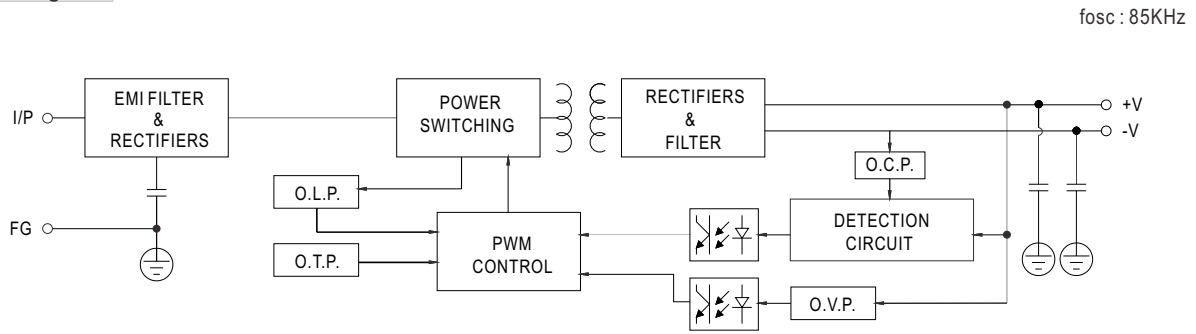 fosc : 85KHz
I/P
EMI FILTER
&
RECTIFIERS
POWER
SWITCHING
RECTIFIERS
&
FILTER
+V
-V
O.C.P.
O.L.P.
FG
PWM
CONTROL
DETECTION
CIRCUIT
O.T.P.
O.V.P.